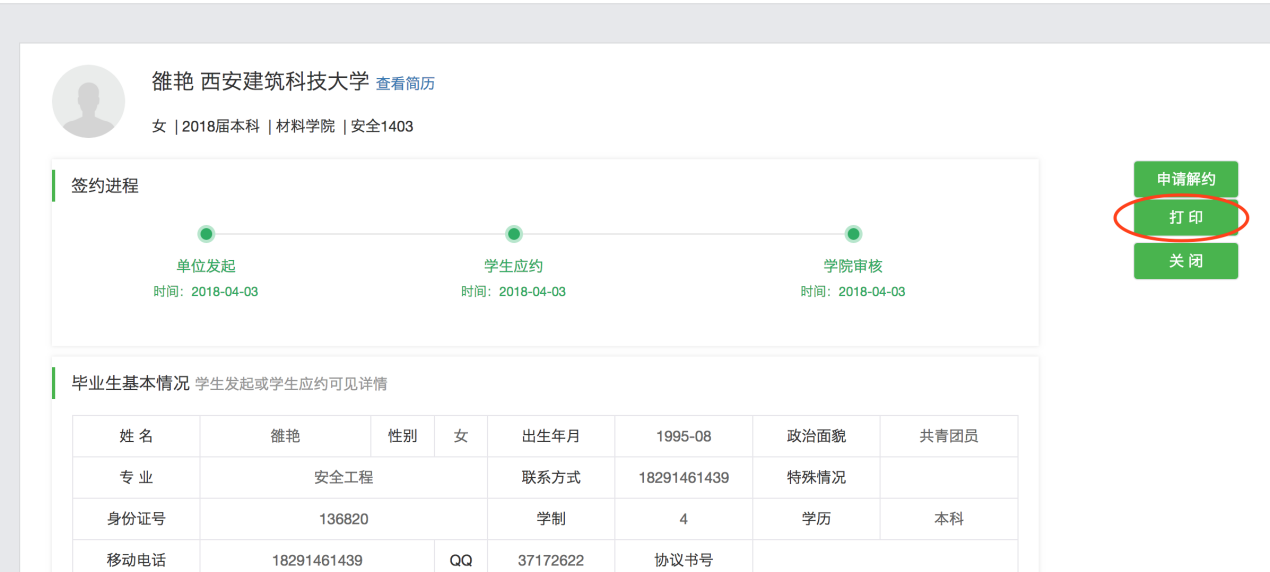 雒艳 西安建筑科技大学 查看简历
女 | 2018届本科 | 材料学院 | 安全1403
签约进程
申请解约
打 印
关 闭
单位发起 学生应约 学院审核
时间：2018-04-03 时间：2018-04-03 时间：2018-04-03
毕业生基本情况 学生发起或学生应约可见详情
姓 名 雒艳 性别 女 出生年月 1995-08 政治面貌 共青团员
专 业 安全工程 联系方式 18291461439 特殊情况
身份证号 136820 学制 4 学历 本科
移动电话 18291461439 QQ 37172622 协议书号